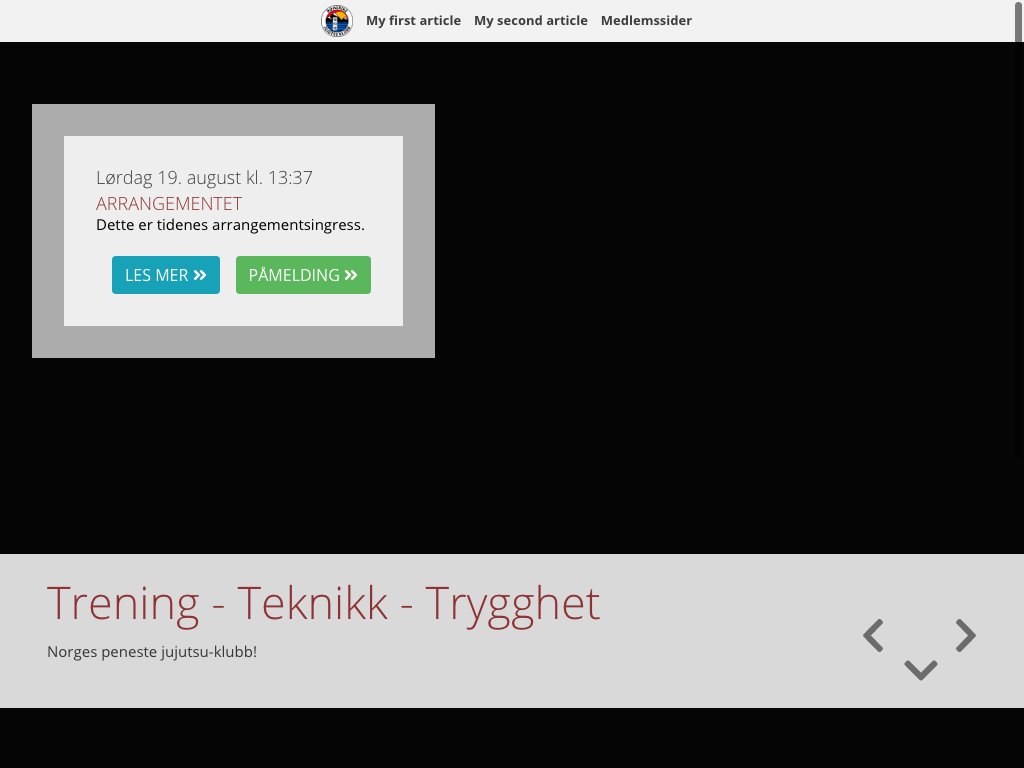 My first article My second article Medlemssider
Lørdag 19. august kl. 13:37
ARRANGEMENTET
Dette er tidenes arrangementsingress.
LES MER PÅMELDING
Trening - Teknikk - Trygghet
Norges peneste jujutsu-klubb!